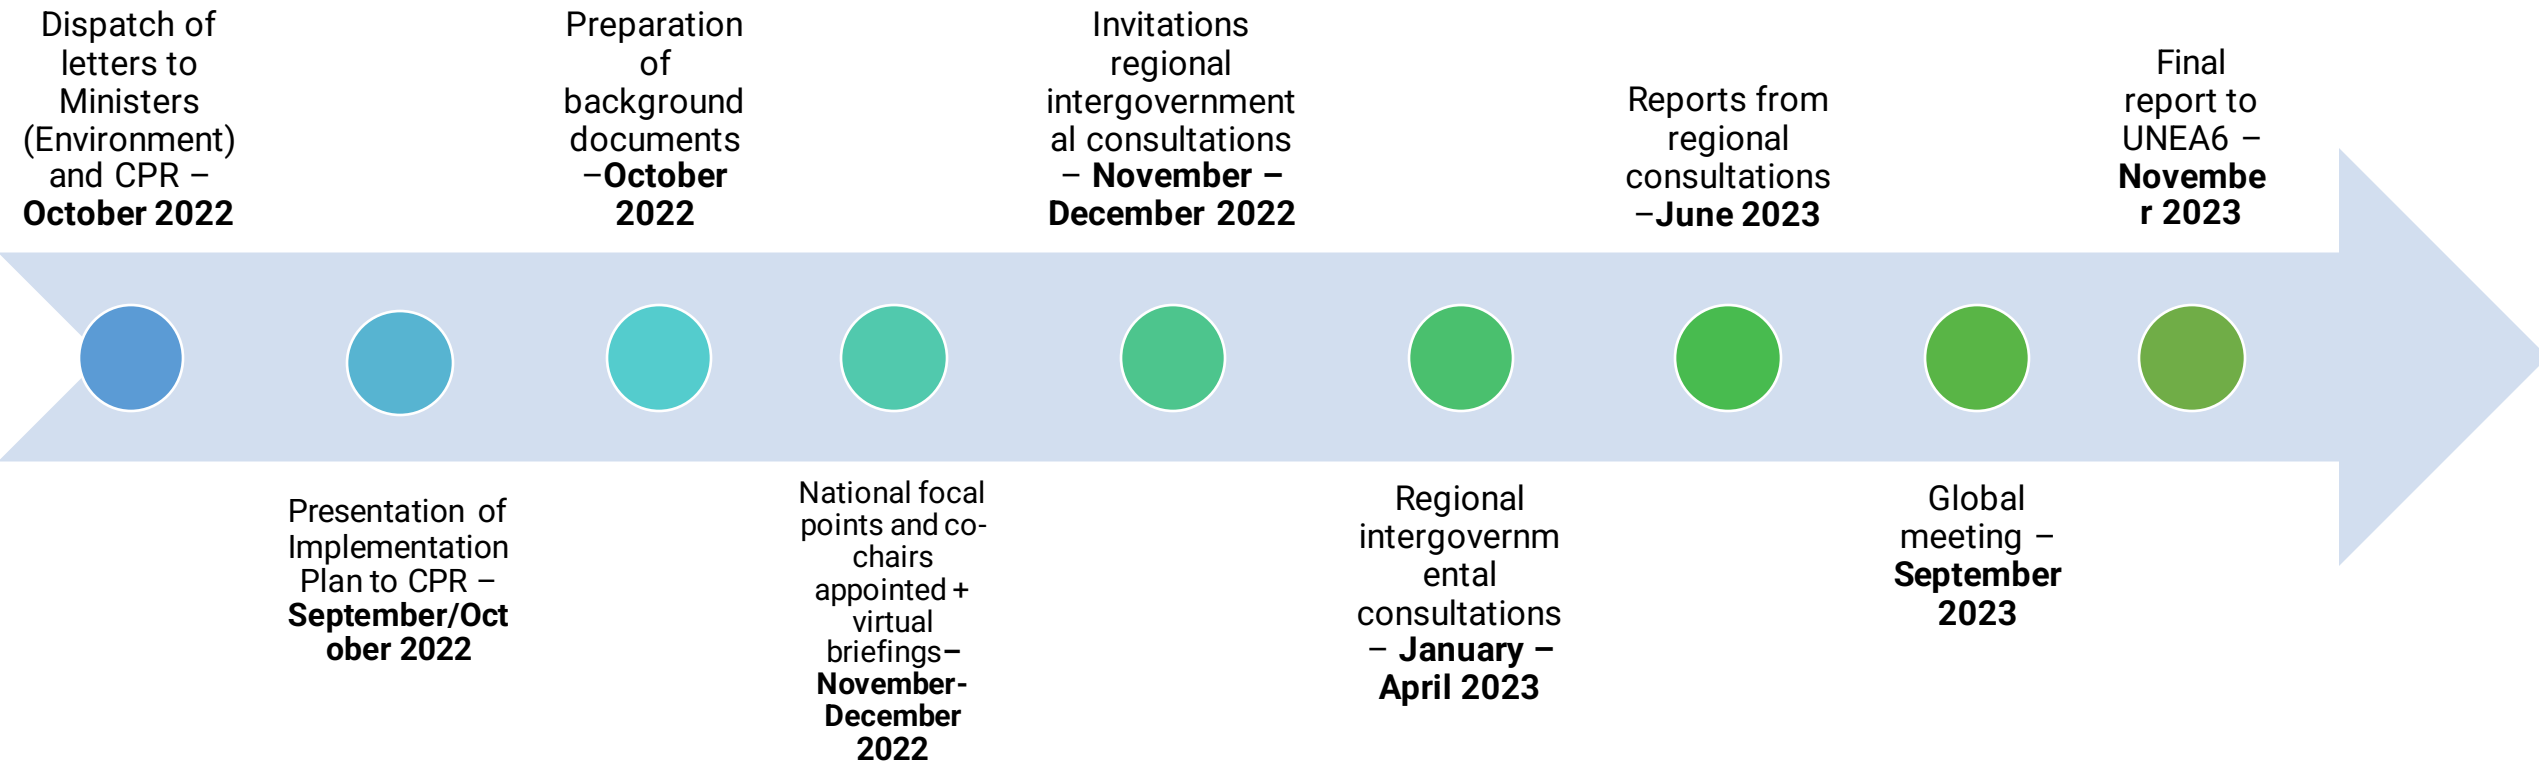 Dispatch of
letters to
Ministers
(Environment)
and CPR –
October 2022
Presentation of
Implementation
Plan to CPR –
September/Oct
ober 2022
Preparation
of
background
documents
–October
2022
National focal
points and co-
chairs
appointed +
virtual
briefings–
November-
December
2022
Invitations
regional
intergovernment
al consultations
– November –
December 2022
Regional
intergovernm
ental
consultations
– January –
April 2023
Reports from
regional
consultations
–June 2023
Global
meeting –
September
2023
Final
report to
UNEA6 –
Novembe
r 2023